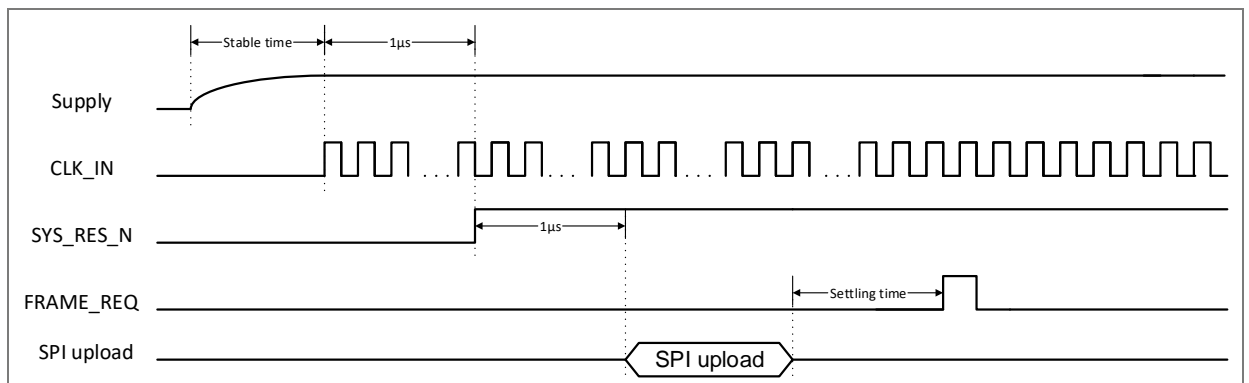 Stable time 1µs
Supply
CLK_IN
SYS_RES_N 1µs
FRAME_REQ Settling time
SPI upload SPI upload